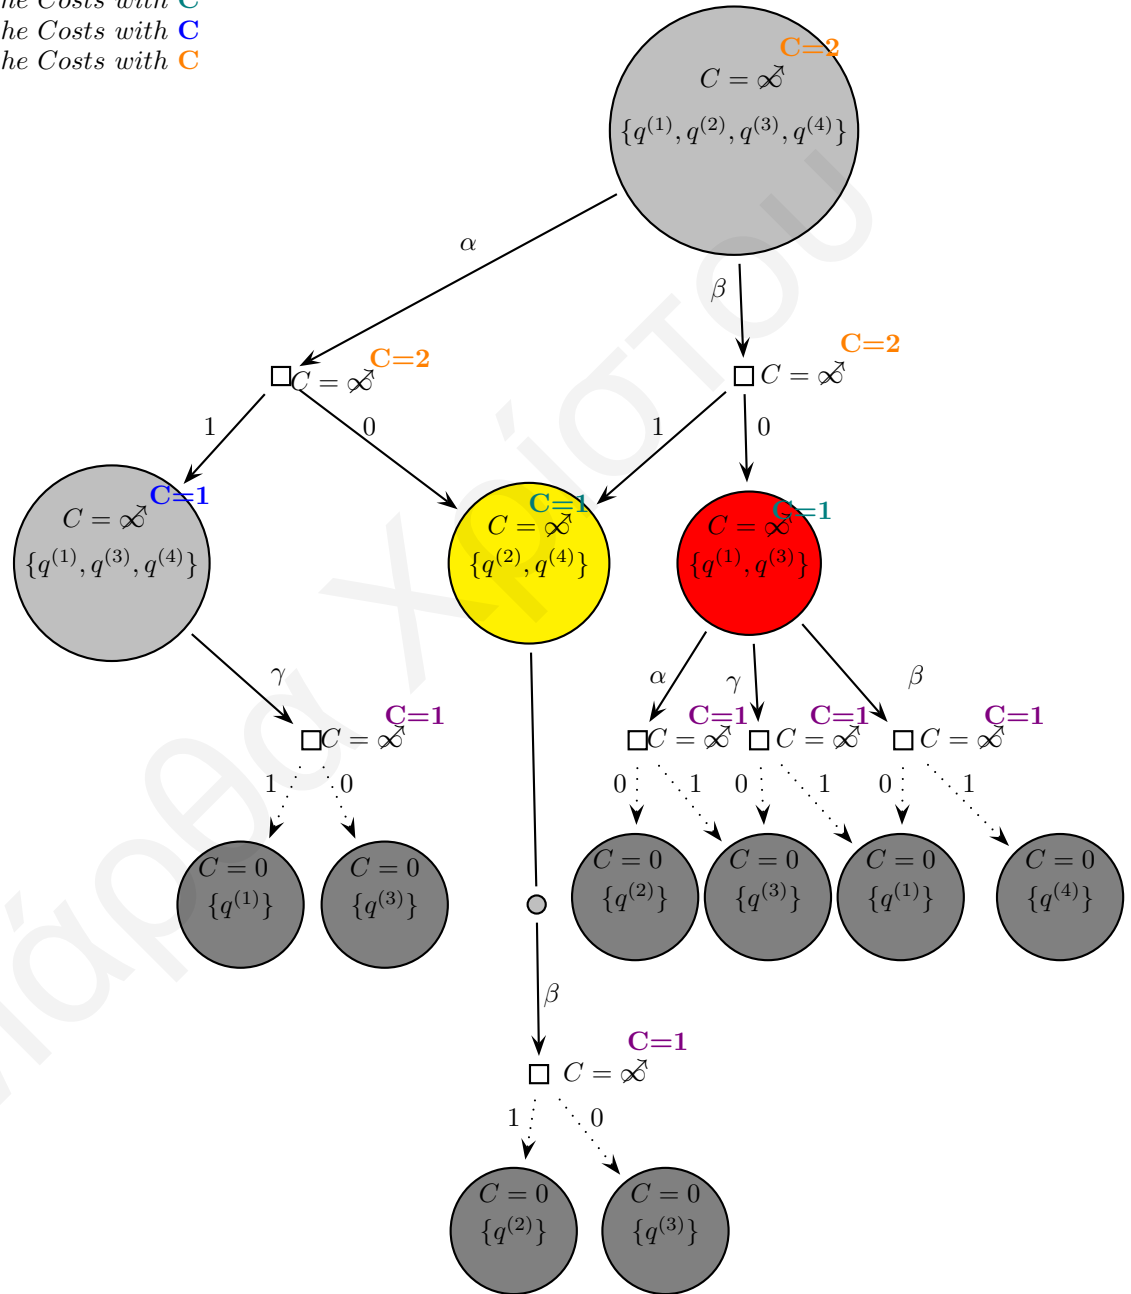 he Costs with C
he Costs with C
he Costs with C
C=2
C = ∞
{q^(1), q^(2), q^(3), q^(4)}
α
β
C=2
C = ∞
C=2
C = ∞
1
0
1
0
C=1
C = ∞
{q^(1), q^(3), q^(4)}
C=1
C = ∞
{q^(2), q^(4)}
C=1
C = ∞
{q^(1), q^(3)}
γ
α
γ
β
C=1
C = ∞
C=1
C = ∞
C=1
C = ∞
C=1
C = ∞
1
0
0
1
0
1
0
1
C = 0
{q^(1)}
C = 0
{q^(3)}
C = 0
{q^(2)}
C = 0
{q^(3)}
C = 0
{q^(1)}
C = 0
{q^(4)}
β
C=1
C = ∞
1
0
C = 0
{q^(2)}
C = 0
{q^(3)}
Χρίστου